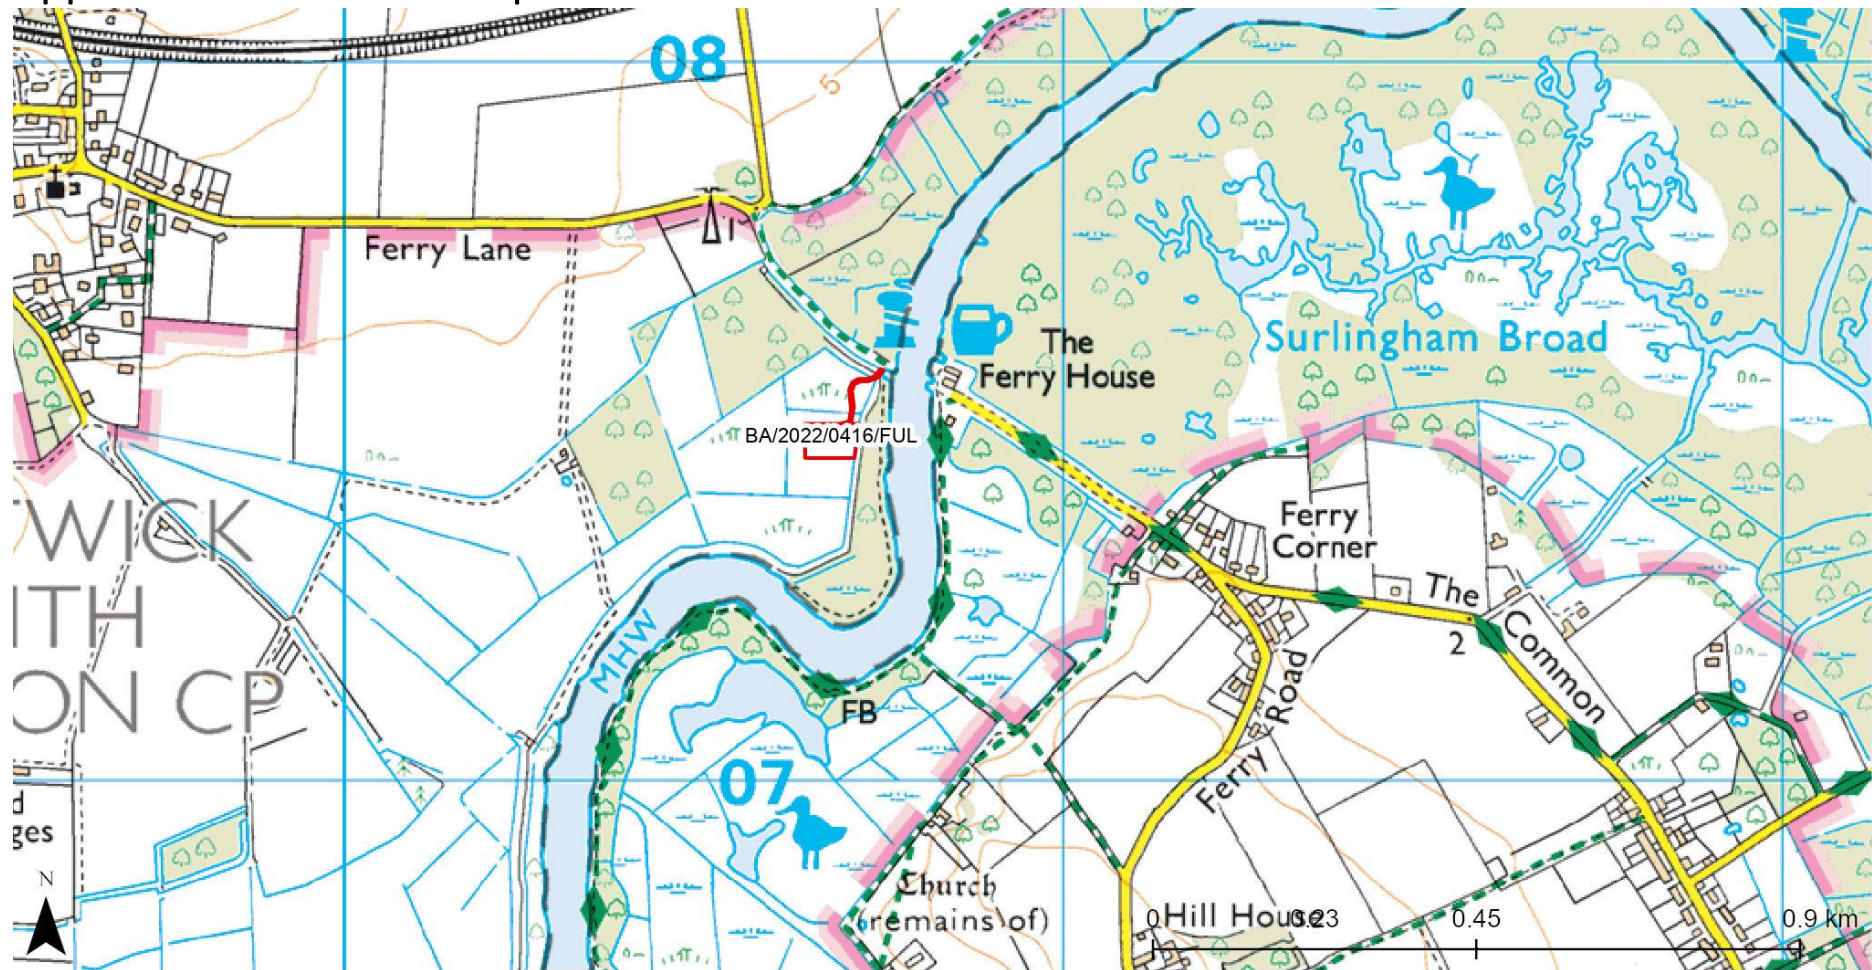 08
5
Ferry Lane
The
Ferry House
Surlingham Broad
BA/2022/0416/FUL
Ferry
Corner
The Common
2
WICK
ITH
ON CP
MHW
FB
Ferry Road
07
ges
N
Church
(remains of)
Hill House
0 0.23 0.45 0.9 km